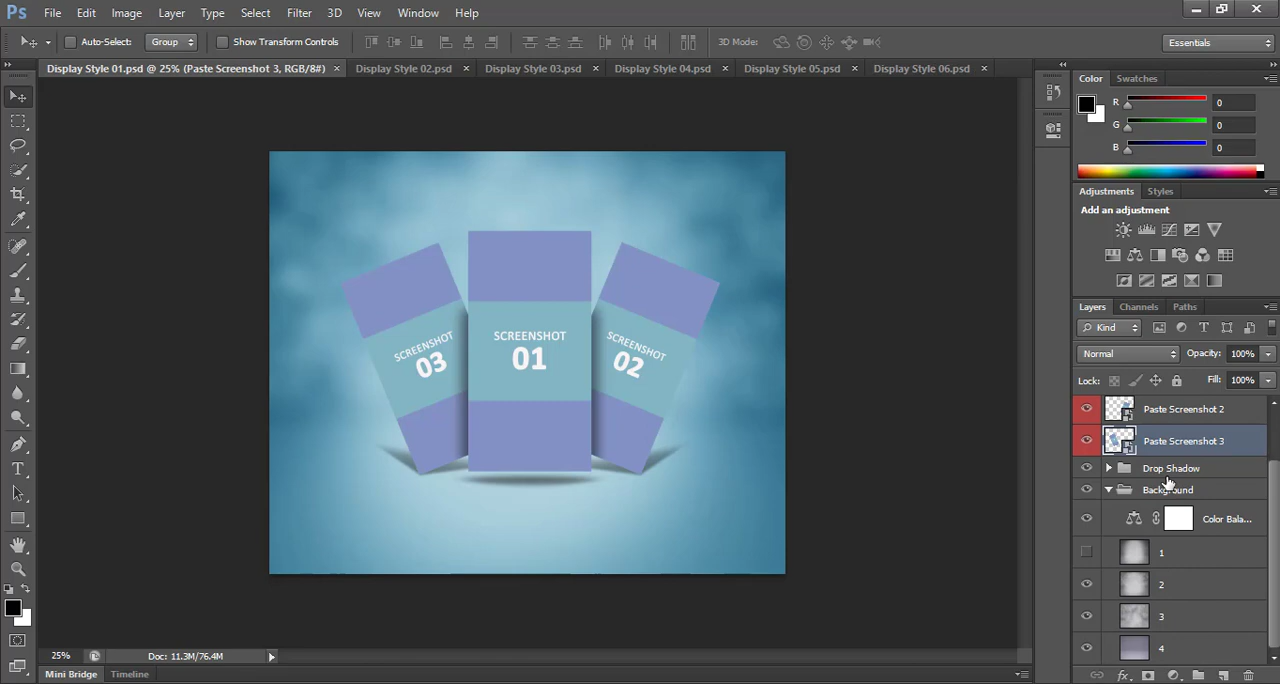 Ps File Edit Image Layer Type Select Filter 3D View Window Help
Auto-Select: Group Show Transform Controls 3D Mode: Essentials
Display Style 01.psd @ 25% (Paste Screenshot 3, RGB/8#) × Display Style 02.psd × Display Style 03.psd × Display Style 04.psd × Display Style 05.psd × Display Style 06.psd ×
Color Swatches
R 0
G 0
B 0
Adjustments Styles
Add an adjustment
Layers Channels Paths
Kind
Normal Opacity: 100%
Lock: Fill: 100%
Paste Screenshot 2
Paste Screenshot 3
Drop Shadow
Background
Color Bala...
1
2
3
4
SCREENSHOT
03
SCREENSHOT
01
SCREENSHOT
02
25% Doc: 11.3M/76.4M
Mini Bridge Timeline